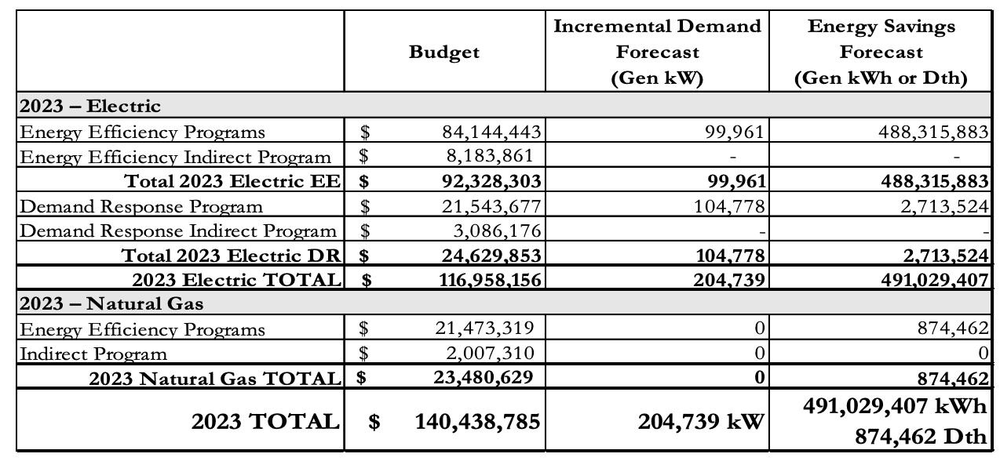 Budget Incremental Demand Forecast (Gen kW) Energy Savings Forecast (Gen kWh or Dth)
2023 – Electric
Energy Efficiency Programs $ 84,144,443 99,961 488,315,883
Energy Efficiency Indirect Program $ 8,183,861 - -
Total 2023 Electric EE $ 92,328,303 99,961 488,315,883
Demand Response Program $ 21,543,677 104,778 2,713,524
Demand Response Indirect Program $ 3,086,176 - -
Total 2023 Electric DR $ 24,629,853 104,778 2,713,524
2023 Electric TOTAL $ 116,958,156 204,739 491,029,407
2023 – Natural Gas
Energy Efficiency Programs $ 21,473,319 0 874,462
Indirect Program $ 2,007,310 0 0
2023 Natural Gas TOTAL $ 23,480,629 0 874,462
2023 TOTAL $ 140,438,785 204,739 kW 491,029,407 kWh
874,462 Dth